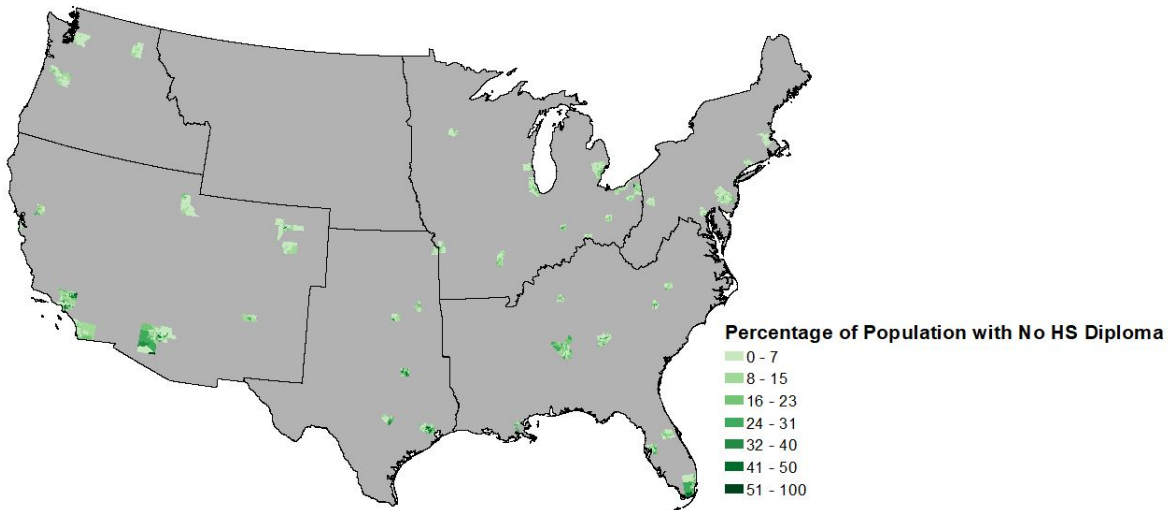 Percentage of Population with No HS Diploma
0 - 7
8 - 15
16 - 23
24 - 31
32 - 40
41 - 50
51 - 100